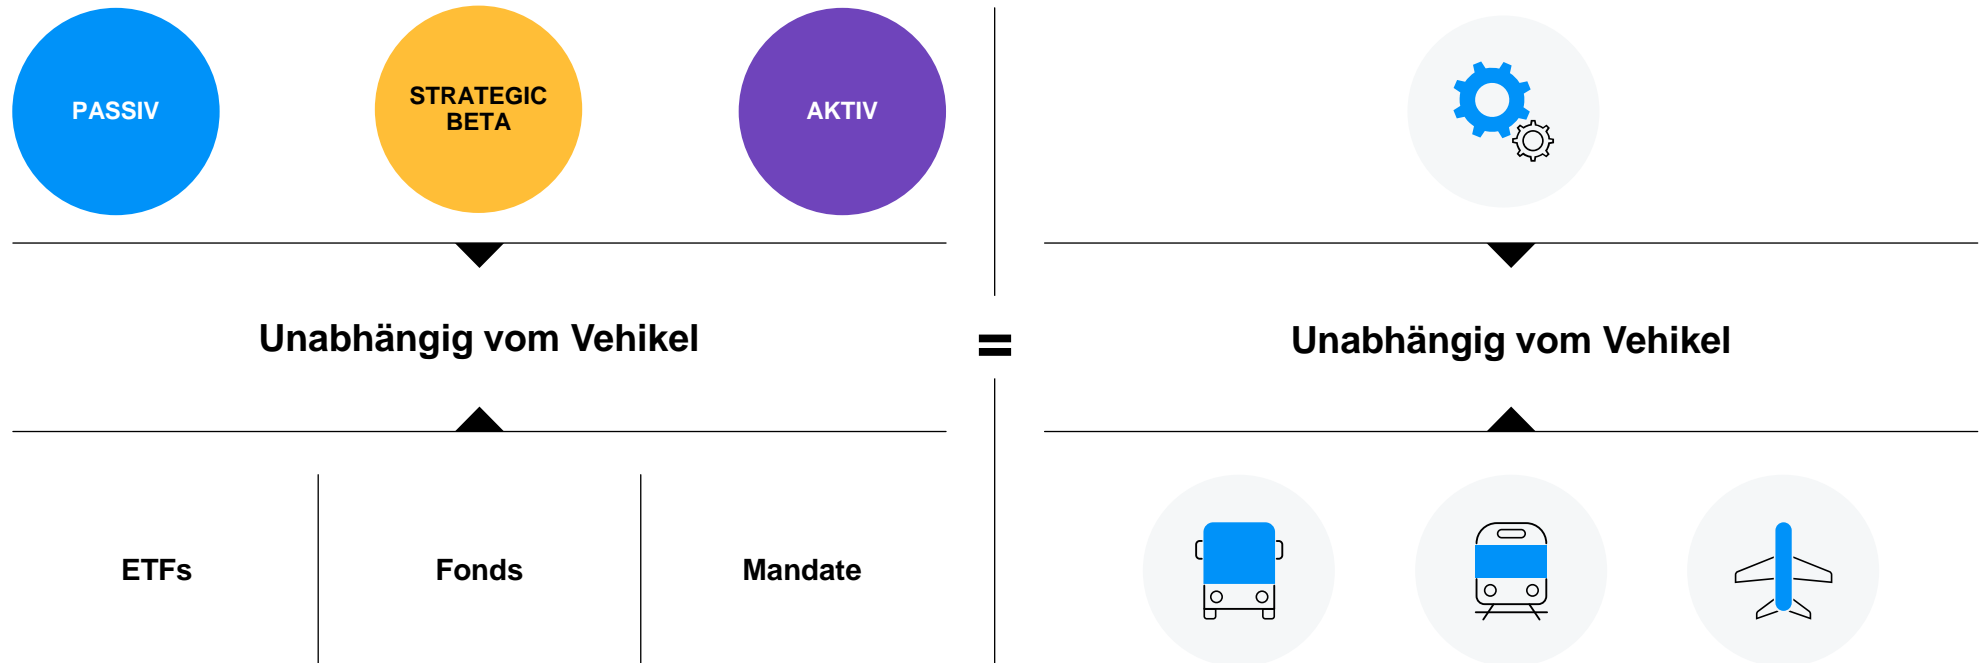 PASSIV
STRATEGIC
BETA
AKTIV
Unabhängig vom Vehikel
=
Unabhängig vom Vehikel
ETFs
Fonds
Mandate